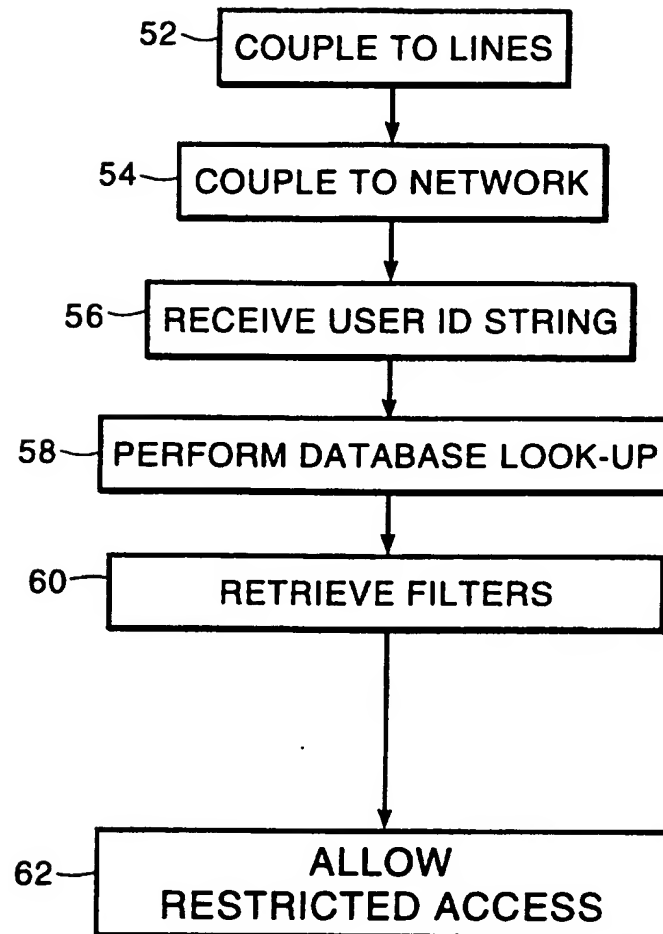 52
COUPLE TO LINES
54
COUPLE TO NETWORK
56
RECEIVE USER ID STRING
58
PERFORM DATABASE LOOK-UP
60
RETRIEVE FILTERS
62
ALLOW
RESTRICTED ACCESS